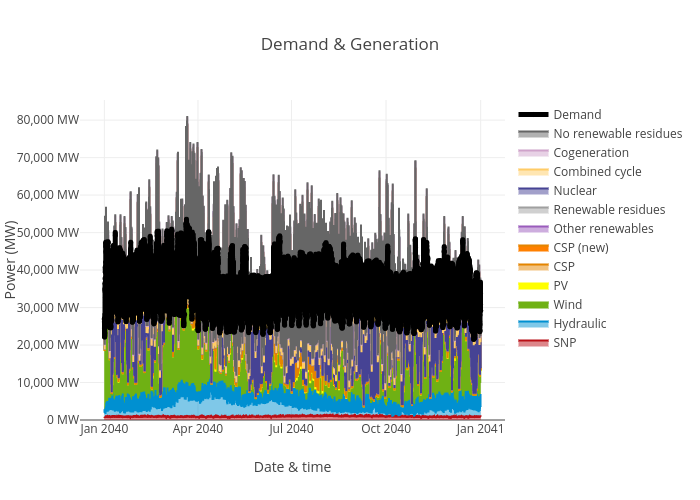 Demand & Generation
80,000 MW
70,000 MW
60,000 MW
50,000 MW
40,000 MW
30,000 MW
20,000 MW
10,000 MW
0 MW
Power (MW)
Jan 2040
Apr 2040
Jul 2040
Oct 2040
Jan 2041
Date & time
Demand
No renewable residues
Cogeneration
Combined cycle
Nuclear
Renewable residues
Other renewables
CSP (new)
CSP
PV
Wind
Hydraulic
SNP